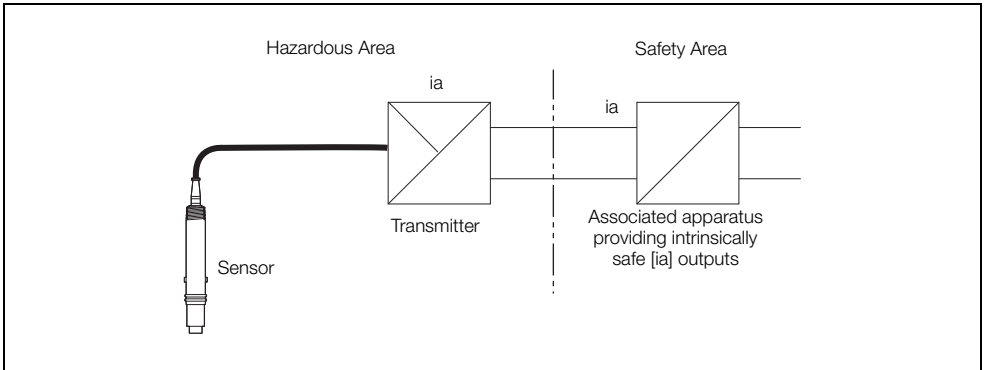 Hazardous Area
Safety Area
ia
ia
Transmitter
Associated apparatus
providing intrinsically
safe [ia] outputs
Sensor